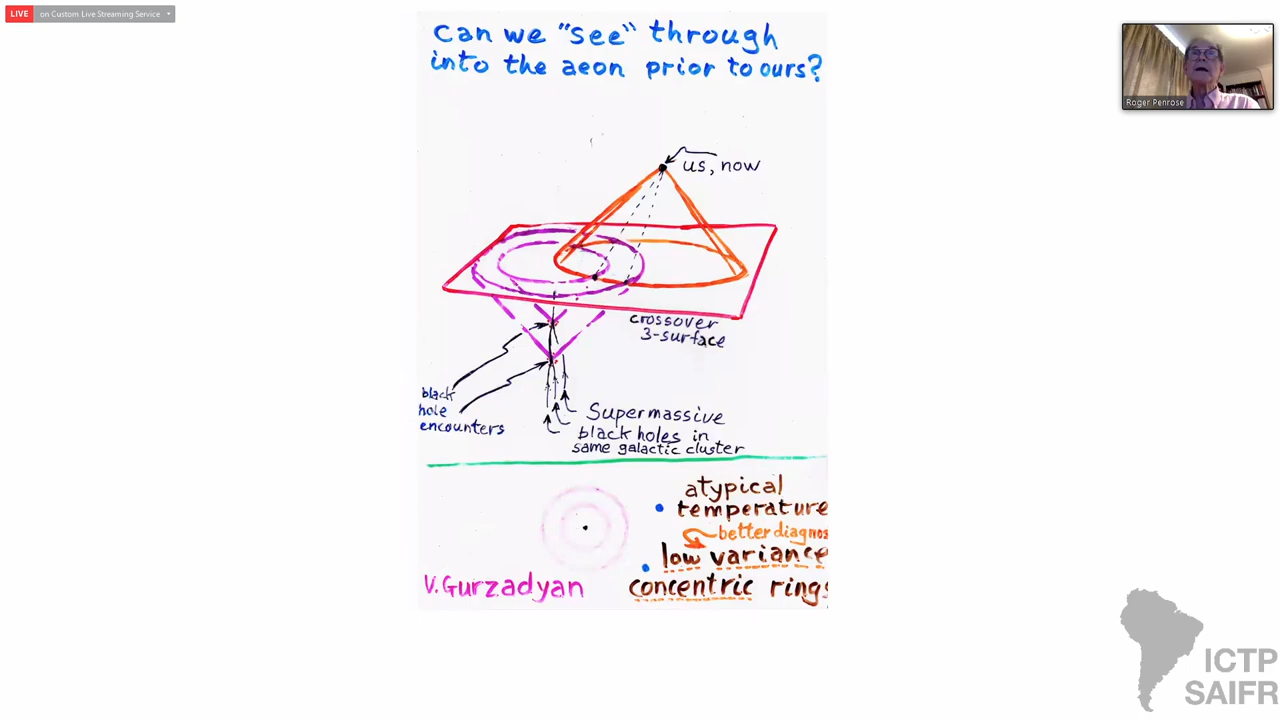 LIVE on Custom Live Streaming Service
can we "see" through
into the aeon prior to ours?
Roger Penrose
us, now
crossover
3-surface
black
hole
encounters
Supermassive
black holes in
same galactic cluster
atypical
temperature
better diagnos
low variance
concentric rings
V. Gurzadyan
ICTP
SAIFR